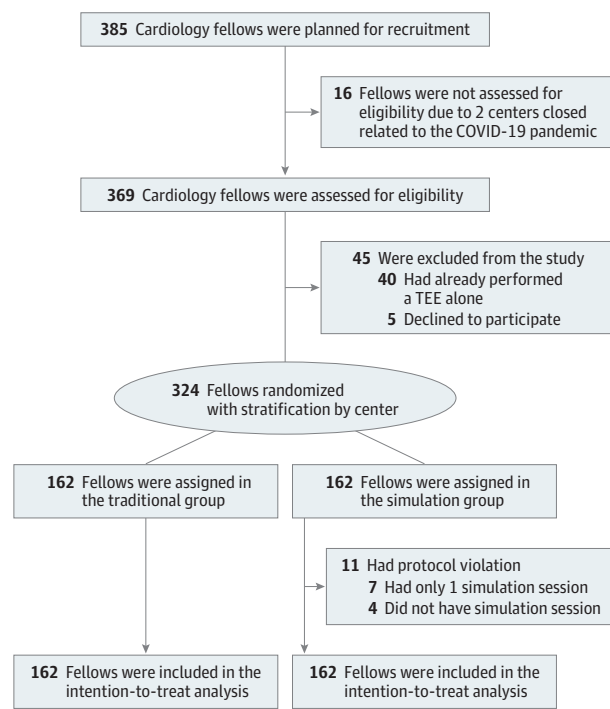 385 Cardiology fellows were planned for recruitment
16 Fellows were not assessed for
eligibility due to 2 centers closed
related to the COVID-19 pandemic
369 Cardiology fellows were assessed for eligibility
45 Were excluded from the study
40 Had already performed
a TEE alone
5 Declined to participate
324 Fellows randomized
with stratification by center
162 Fellows were assigned in
the traditional group
162 Fellows were assigned in
the simulation group
11 Had protocol violation
7 Had only 1 simulation session
4 Did not have simulation session
162 Fellows were included in the
intention-to-treat analysis
162 Fellows were included in the
intention-to-treat analysis